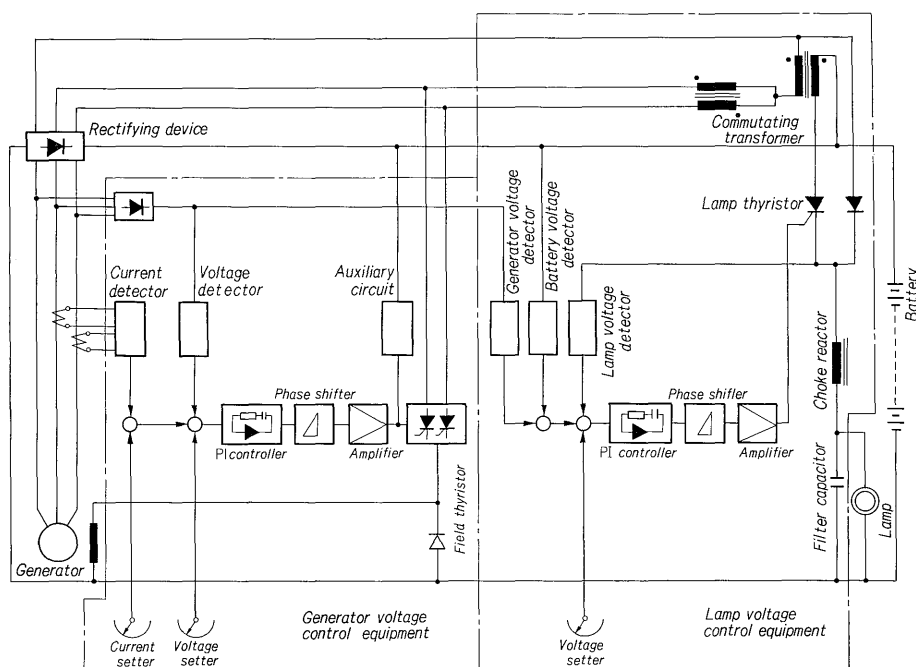 Rectifying device
Commutating
transformer
Lamp thyristor
Generator voltage
detector
Battery voltage
detector
Current
detector
Voltage
detector
Auxiliary
circuit
Lamp voltage
detector
Choke reactor
Battery
Phase shifter
PI controller
Amplifier
Phase shifter
PI controller
Amplifier
Field thyristor
Filter capacitor
Lamp
Generator
Generator voltage
control equipment
Lamp voltage
control equipment
Current
setter
Voltage
setter
Voltage
setter